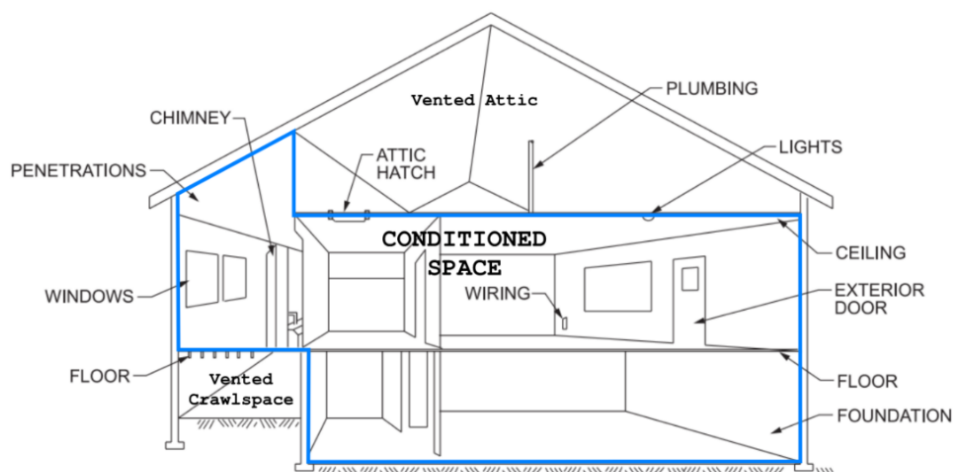 Vented Attic
PLUMBING
CHIMNEY
LIGHTS
ATTIC
HATCH
PENETRATIONS
CONDITIONED
SPACE
CEILING
WINDOWS
WIRING
EXTERIOR
DOOR
FLOOR
Vented
Crawlspace
FLOOR
FOUNDATION